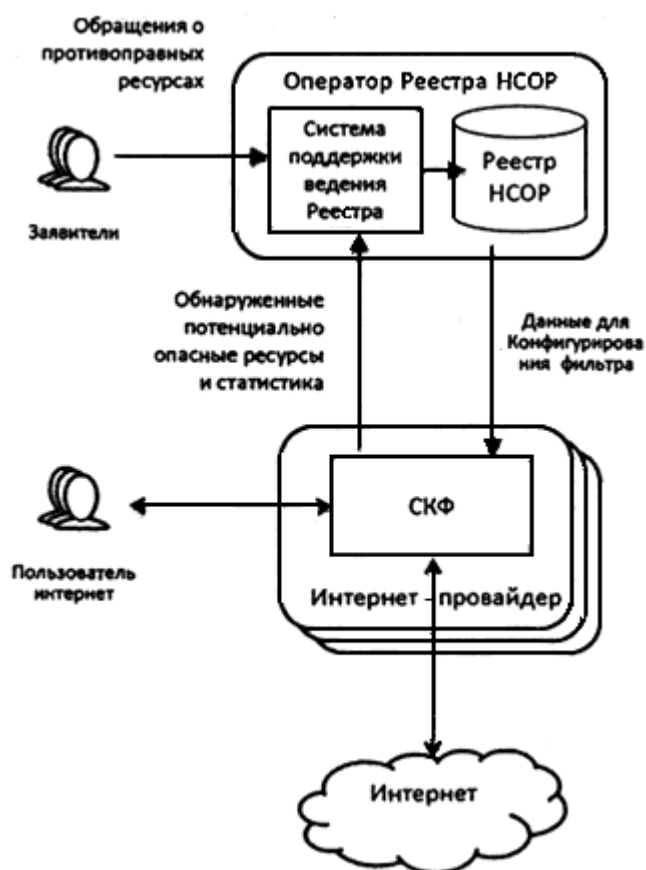 Обращения о
противоправных
ресурсах
Оператор Реестра НСОР
Система
поддержки
ведения
Реестра
Реестр
НСОР
Заявители
Обнаруженные
потенциально
опасные ресурсы
и статистика
Данные для
Конфигурирова
ния фильтра
СКФ
Пользователь
интернет
Интернет - провайдер
Интернет